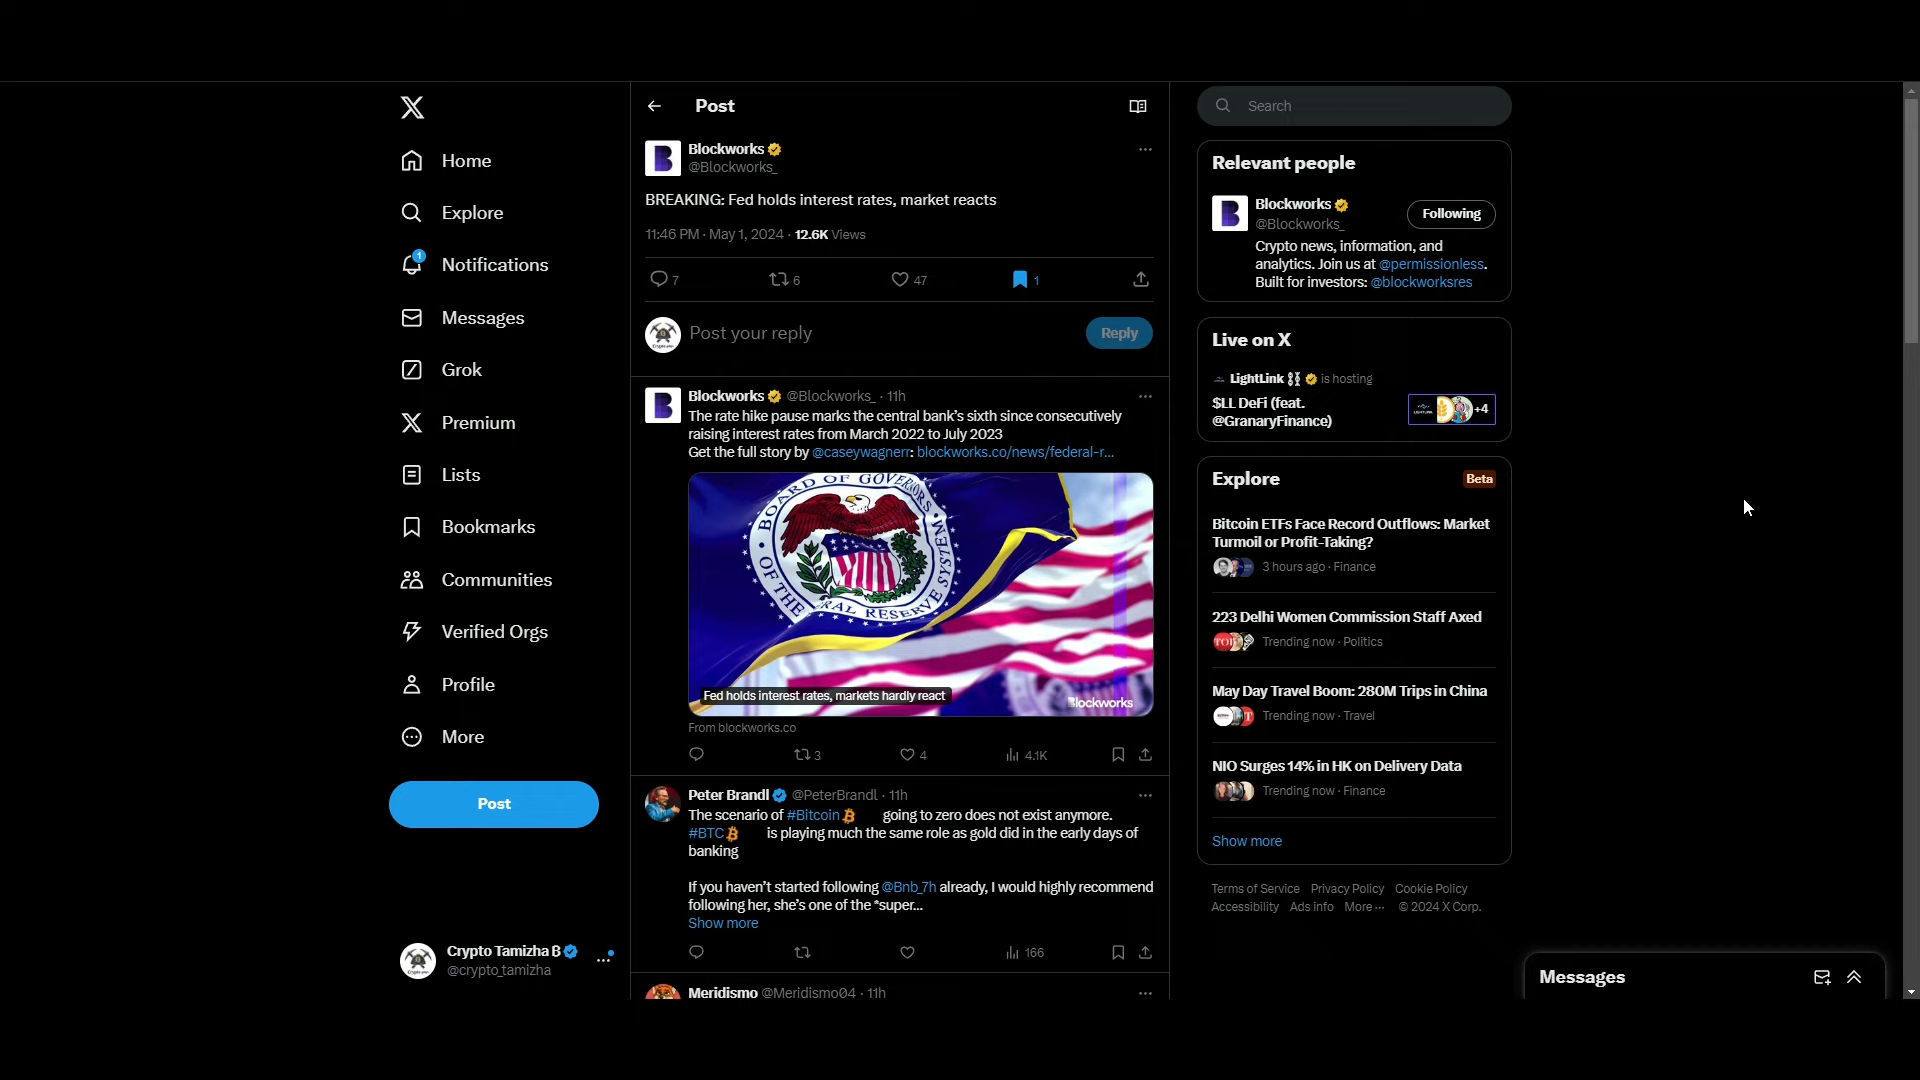 Home
Explore
1
Notifications
Messages
Grok
Premium
Lists
Bookmarks
Communities
Verified Orgs
Profile
More
Post
Crypto Tamizha B
@crypto_tamizha
Post
Blockworks
@Blockworks_
BREAKING: Fed holds interest rates, market reacts
11:46 PM · May 1, 2024 · 12.6K Views
7 6 47 1
Post your reply
Reply
Blockworks @Blockworks_ · 11h
The rate hike pause marks the central bank's sixth since consecutively
raising interest rates from March 2022 to July 2023
Get the full story by @caseywagnerr: blockworks.co/news/federal-r...
BOARD OF GOVERNORS
OF THE RAL RESERVE SYSTEM
Fed holds interest rates, markets hardly react
Blockworks
From blockworks.co
3 4 4.1K
Peter Brandl @PeterBrandl · 11h
The scenario of #Bitcoin going to zero does not exist anymore.
#BTC is playing much the same role as gold did in the early days of
banking
If you haven't started following @Bnb_7h already, I would highly recommend
following her, she's one of the *super...
Show more
166
Meridismo @Meridismo04 · 11h
Search
Relevant people
Blockworks
@Blockworks_
Following
Crypto news, information, and
analytics. Join us at @permissionless.
Built for investors: @blockworksres
Live on X
LightLink is hosting
$LL DeFi (feat.
@GranaryFinance)
+4
Explore
Beta
Bitcoin ETFs Face Record Outflows: Market
Turmoil or Profit-Taking?
3 hours ago · Finance
223 Delhi Women Commission Staff Axed
Trending now · Politics
May Day Travel Boom: 280M Trips in China
Trending now · Travel
NIO Surges 14% in HK on Delivery Data
Trending now · Finance
Show more
Terms of Service Privacy Policy Cookie Policy
Accessibility Ads info More ··· © 2024 X Corp.
Messages